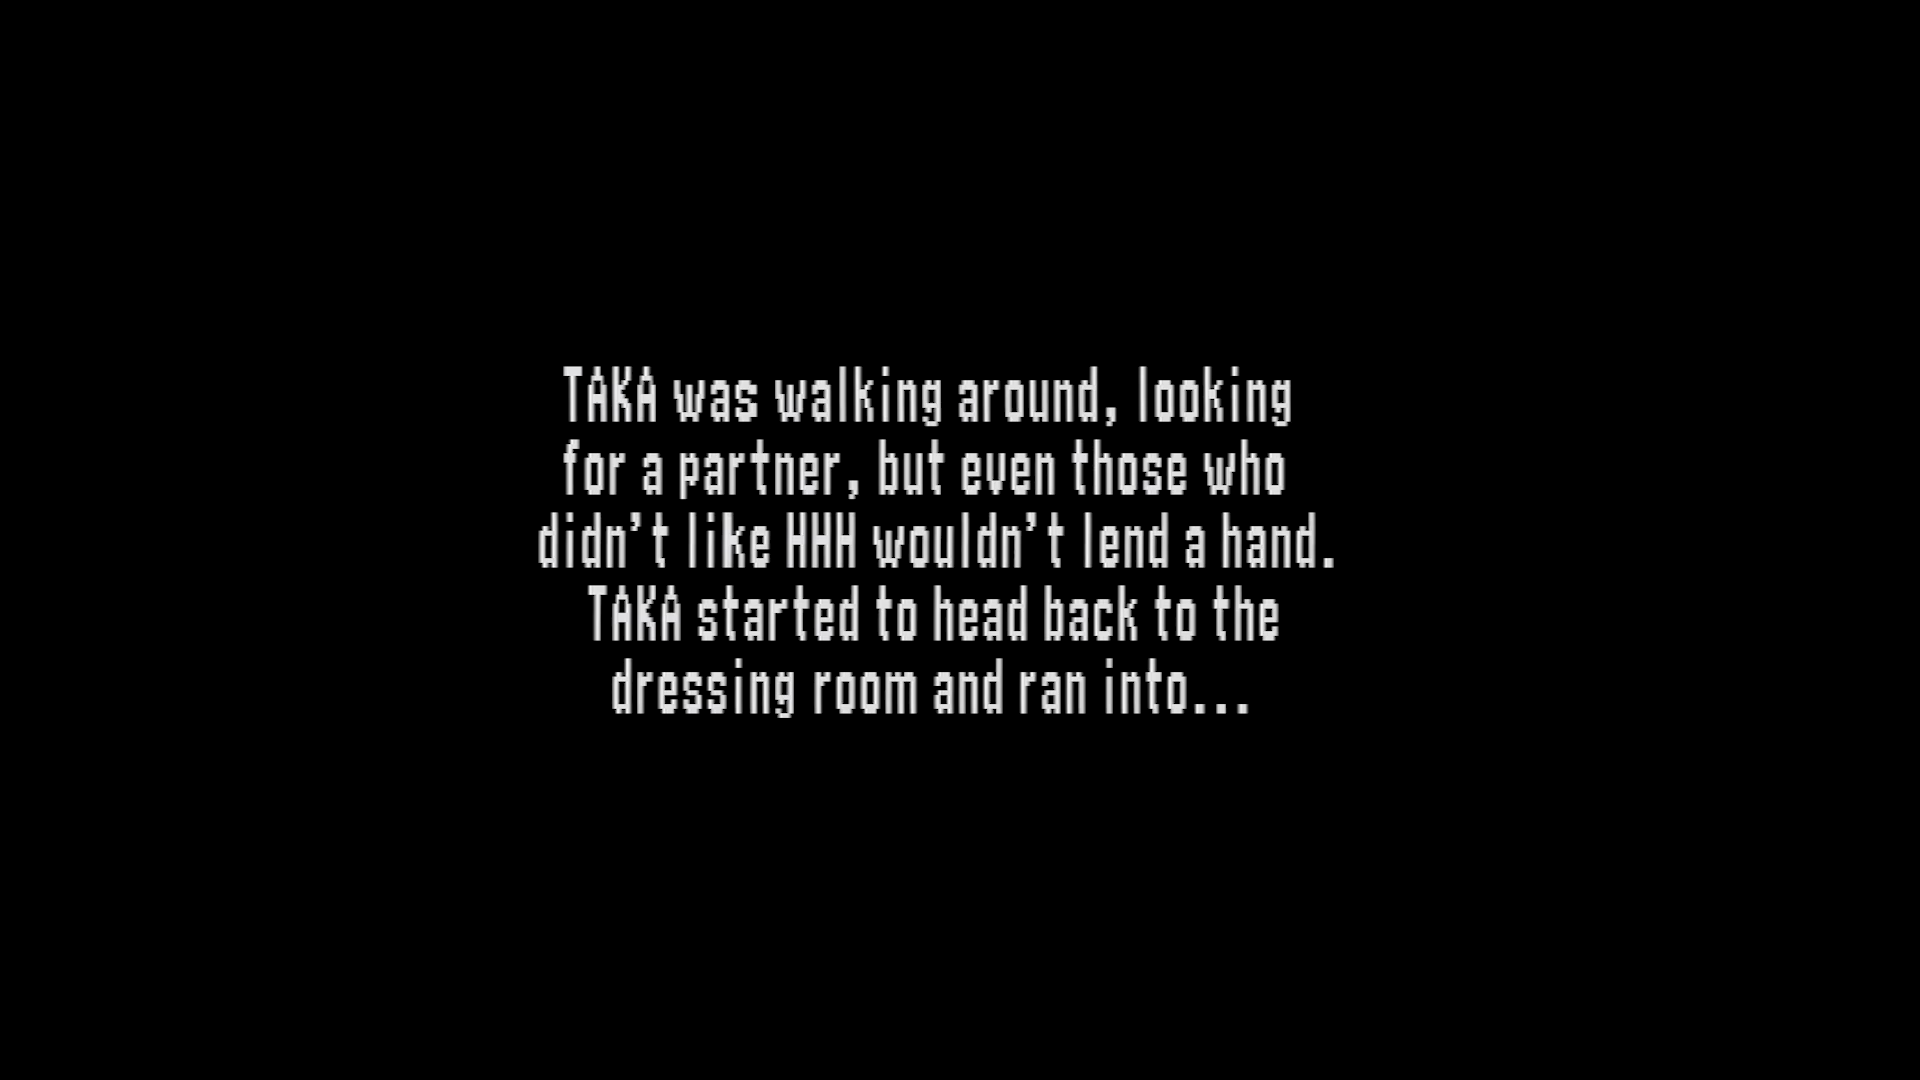 TAKA was walking around, looking
for a partner, but even those who
didn't like HHH wouldn't lend a hand.
TAKA started to head back to the
dressing room and ran into...